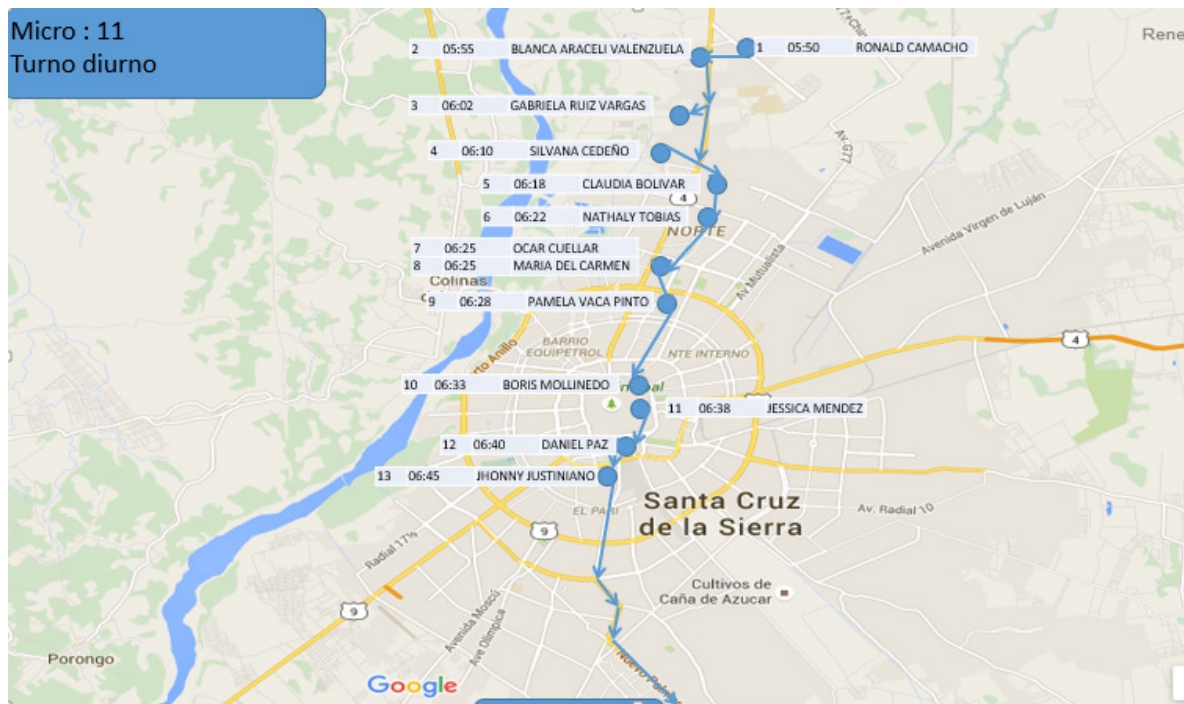 Micro : 11
Turno diurno
Rene
2 05:55 BLANCA ARACELI VALENZUELA
1 05:50 RONALD CAMACHO
3 06:02 GABRIELA RUIZ VARGAS
Av. G77
4 06:10 SILVANA CEDEÑO
5 06:18 CLAUDIA BOLIVAR
4
6 06:22 NATHALY TOBIAS
NORTE
Avenida Virgen de Luján
7 06:25 OCAR CUELLAR
8 06:25 MARIA DEL CARMEN
Av Mutualista
Colinas
9 06:28 PAMELA VACA PINTO
4
BARRIO
EQUIPETROL
NTE INTERNO
10 06:33 BORIS MOLLINEDO
11 06:38 JESSICA MENDEZ
12 06:40 DANIEL PAZ
13 06:45 JHONNY JUSTINIANO
Santa Cruz
de la Sierra
EL PARI
Av. Radial 10
9
Radial 17½
Cultivos de
Caña de Azucar
9
Avenida Moscú
Ave Olimpica
Porongo
Google